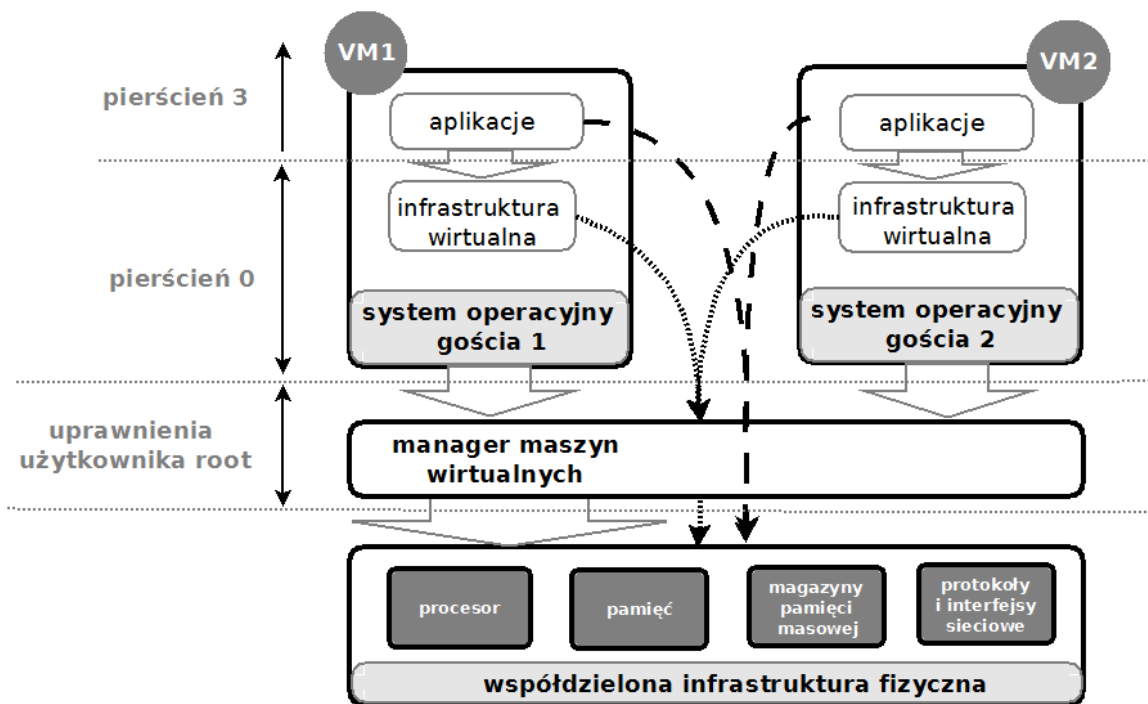 VM1
VM2
pierścień 3
aplikacje
aplikacje
pierścień 0
infrastruktura
wirtualna
infrastruktura
wirtualna
system operacyjny
gościa 1
system operacyjny
gościa 2
uprawnienia
użytkownika root
manager maszyn
wirtualnych
procesor
pamięć
magazyny
pamięci
masowej
protokoły
i interfejsy
sieciowe
współdzielona infrastruktura fizyczna